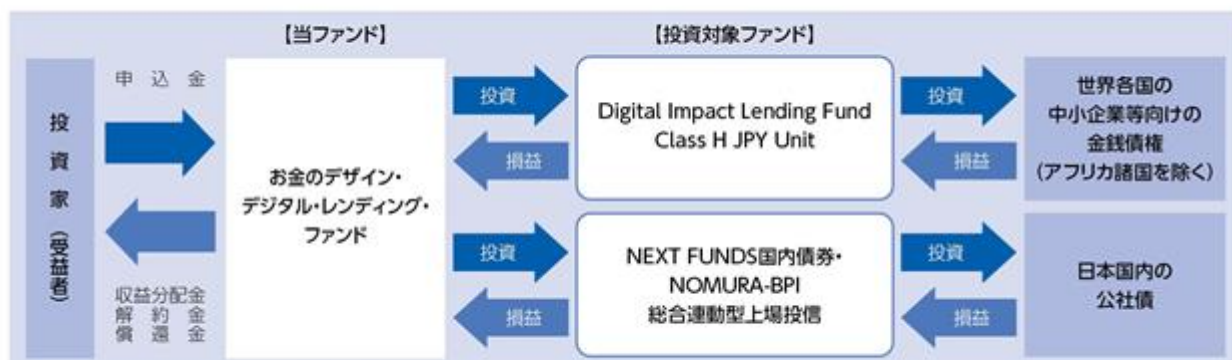 【当ファンド】
【投資対象ファンド】
投資家(受益者)
申込金
収益分配金
解約金
償還金
お金のデザイン・
デジタル・レンディング・
ファンド
投資
損益
Digital Impact Lending Fund
Class H JPY Unit
投資
損益
世界各国の
中小企業等向けの
金銭債権
(アフリカ諸国を除く)
投資
損益
NEXT FUNDS国内債券・
NOMURA-BPI
総合連動型上場投信
投資
損益
日本国内の
公社債